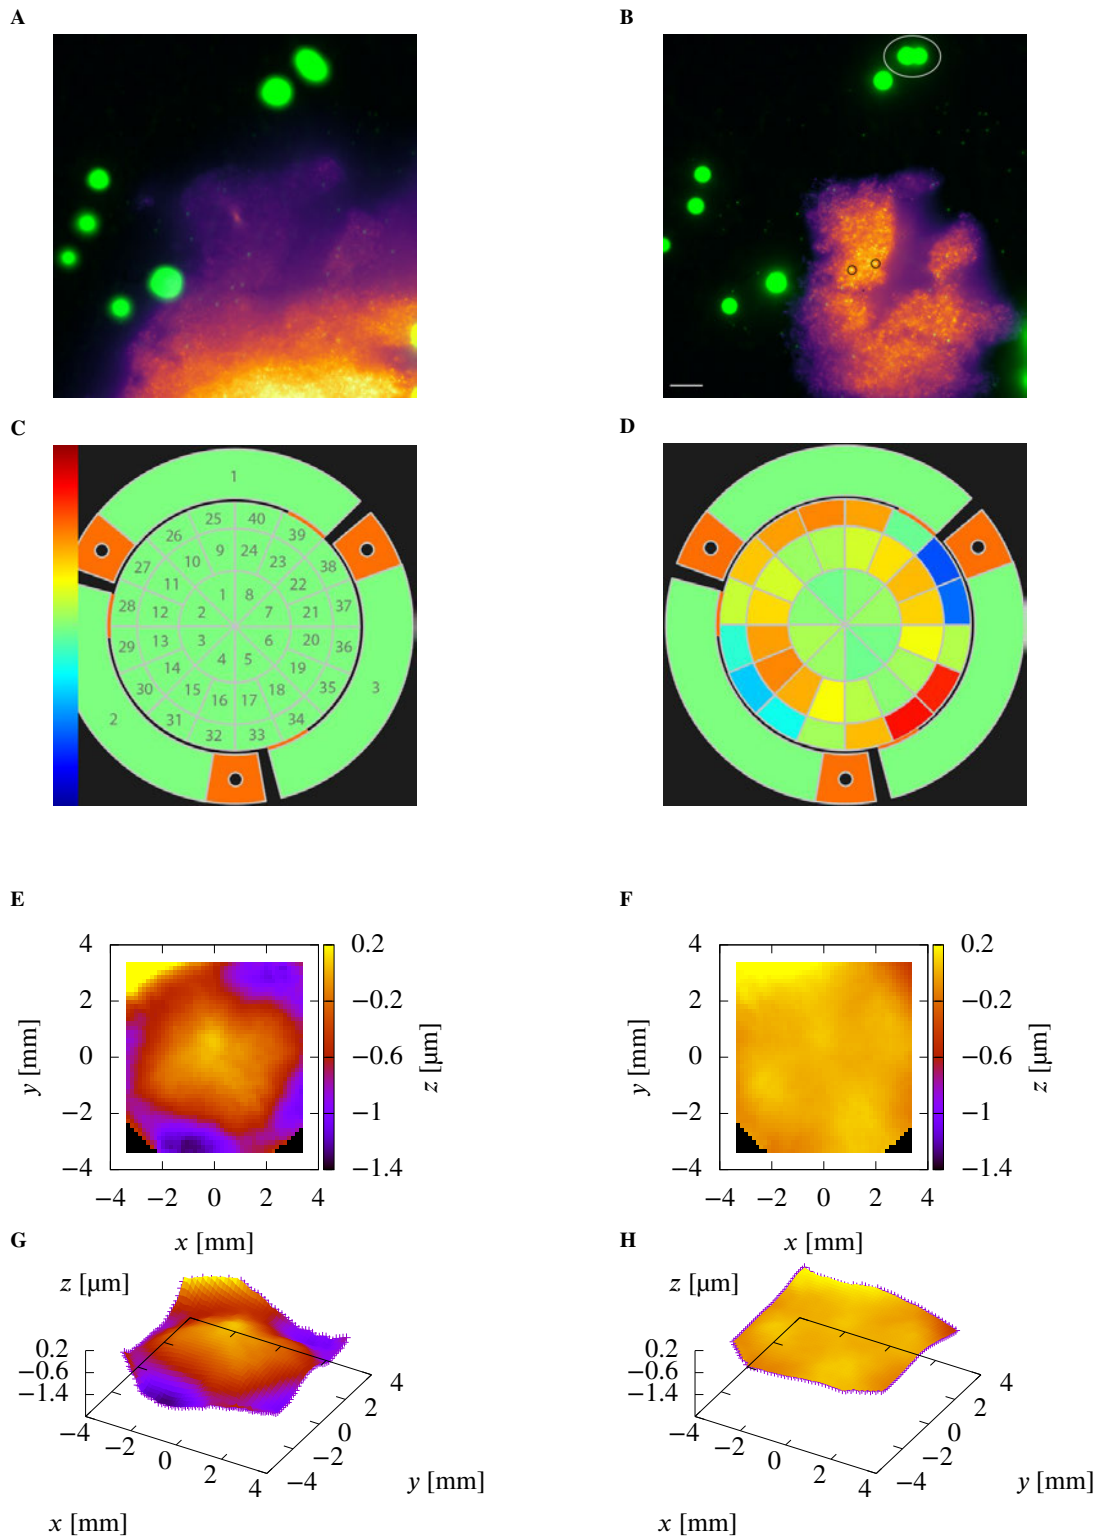 A
B
C
D
1
25 40
26 39
9 24
27 10 23 38
11 22
1 8
28 12 2 7 21 37
29 13 3 6 20 36
4 5
14 19
30 15 18 35 3
16 17
2 31 34
32 33
E
F
4
2
0
−2
−4
y [mm]
−4 −2 0 2 4
x [mm]
0.2
−0.2
−0.6
−1
−1.4
z [µm]
4
2
0
−2
−4
y [mm]
−4 −2 0 2 4
x [mm]
0.2
−0.2
−0.6
−1
−1.4
z [µm]
G
z [µm]
0.2
−0.6
−1.4
−4
−2
0
2
4
x [mm]
4
2
0
−2
−4
y [mm]
H
z [µm]
0.2
−0.6
−1.4
−4
−2
0
2
4
x [mm]
4
2
0
−2
−4
y [mm]